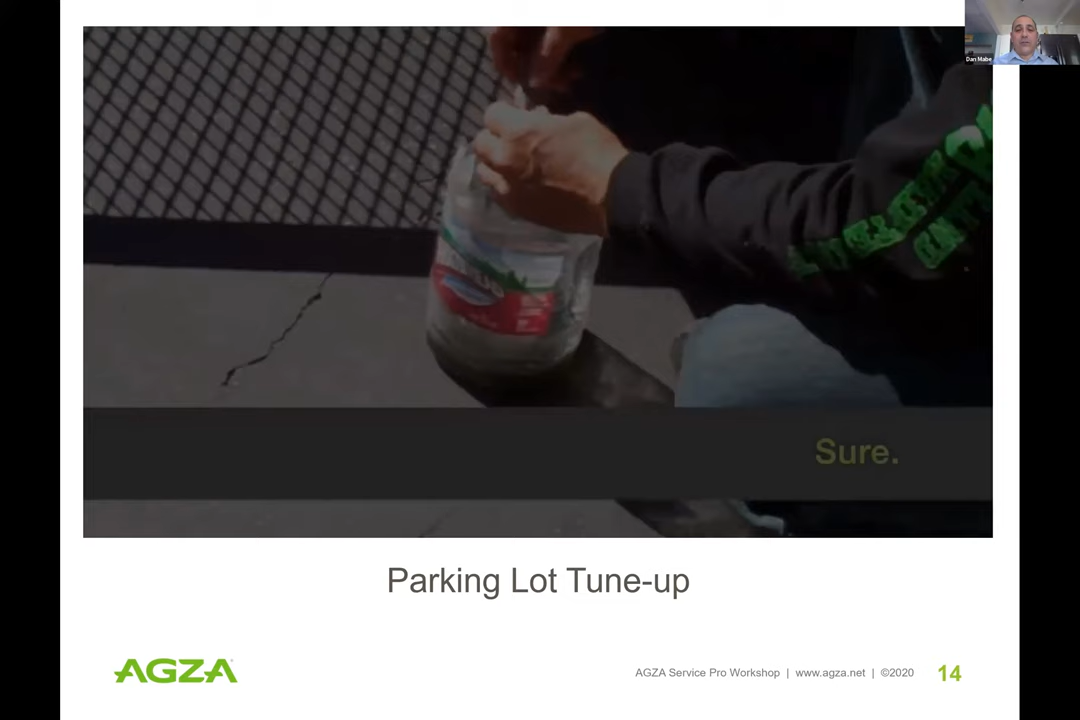 Dan Mabe
Sure.
Parking Lot Tune-up
AGZA
AGZA Service Pro Workshop | www.agza.net | ©2020
14